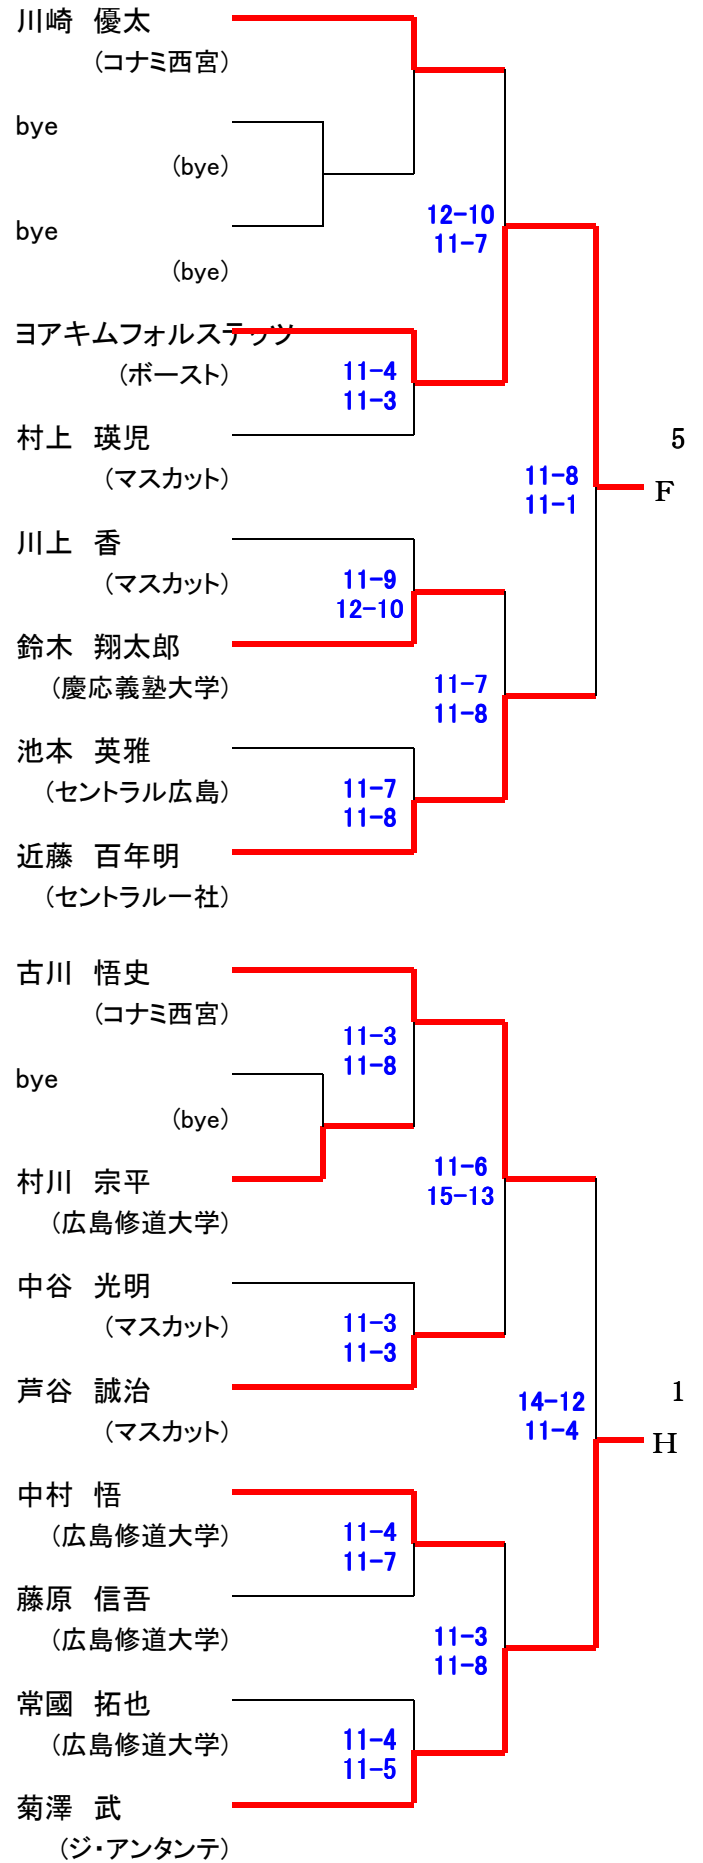 川崎 優太
(コナミ西宮)
bye
(bye)
bye
(bye)
12-10
11-7
ヨアキムフォルステッツ
(ボースト)
11-4
11-3
村上 瑛児
(マスカット)
5
F
11-8
11-1
川上 香
(マスカット)
11-9
12-10
鈴木 翔太郎
(慶応義塾大学)
11-7
11-8
池本 英雅
(セントラル広島)
11-7
11-8
近藤 百年明
(セントラル一社)
古川 悟史
(コナミ西宮)
11-3
11-8
bye
(bye)
村川 宗平
(広島修道大学)
11-6
15-13
中谷 光明
(マスカット)
11-3
11-3
芦谷 誠治
(マスカット)
1
H
14-12
11-4
中村 悟
(広島修道大学)
11-4
11-7
藤原 信吾
(広島修道大学)
11-3
11-8
常國 拓也
(広島修道大学)
11-4
11-5
菊澤 武
(ジ・アンタンテ)